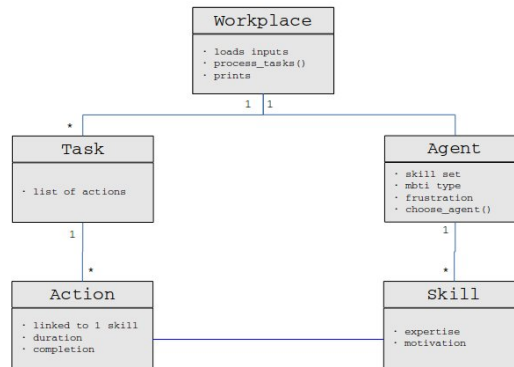 Workplace
· loads inputs
· process_tasks()
· prints
1 1
*
Task
· list of actions
Agent
· skill set
· mbti type
· frustration
· choose_agent()
1
1
*
*
Action
· linked to 1 skill
· duration
· completion
Skill
· expertise
· motivation